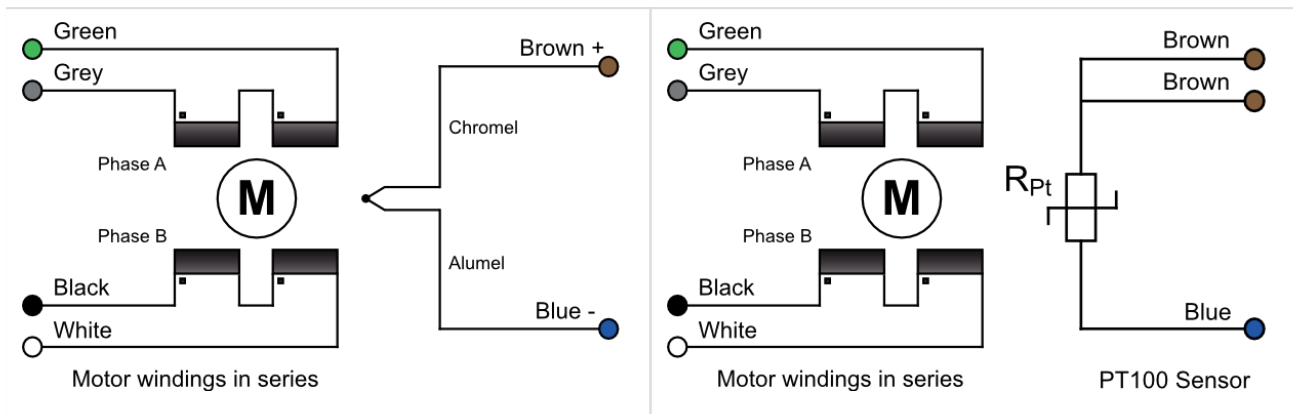 Green
Grey
Phase A
M
Phase B
Black
White
Motor windings in series
Brown +
Chromel
Alumel
Blue -
Green
Grey
Phase A
M
Phase B
Black
White
Motor windings in series
Brown
Brown
RPt
Blue
PT100 Sensor